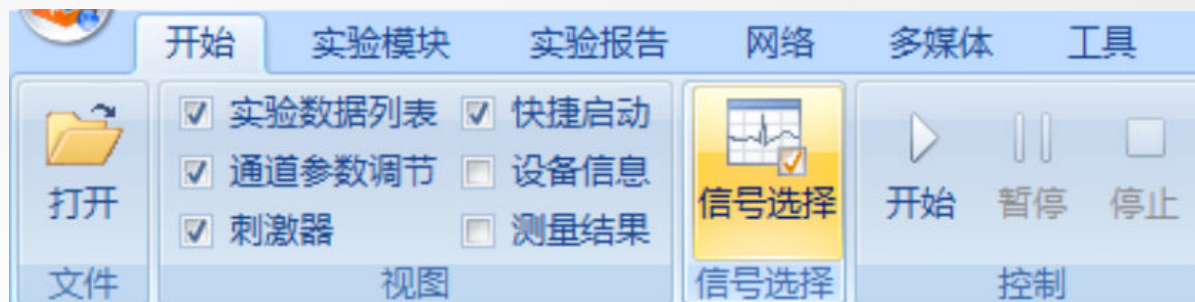 开始 实验模块 实验报告 网络 多媒体 工具
实验数据列表 快捷启动
通道参数调节 设备信息
刺激器 测量结果
打开 信号选择 开始 暂停 停止
文件 视图 信号选择 控制